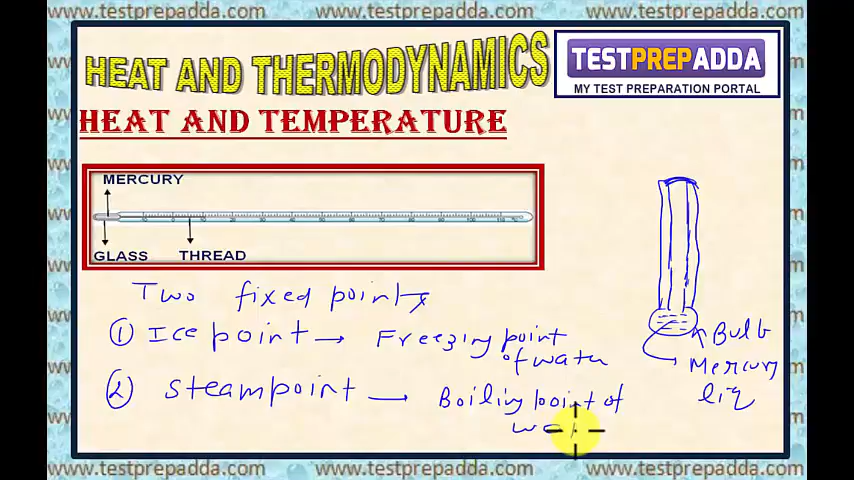 www.testprepadda.com www.testprepadda.com www.testprepadda.com
HEAT AND THERMODYNAMICS
TESTPREPADDA
MY TEST PREPARATION PORTAL
HEAT AND TEMPERATURE
MERCURY
GLASS THREAD
Two fixed points
① Ice point → Freezing point
of water
② steampoint → Boiling point of
Bulb
Mercury
liq
www.testprepadda.com www.testprepadda.com www.testprepadda.com